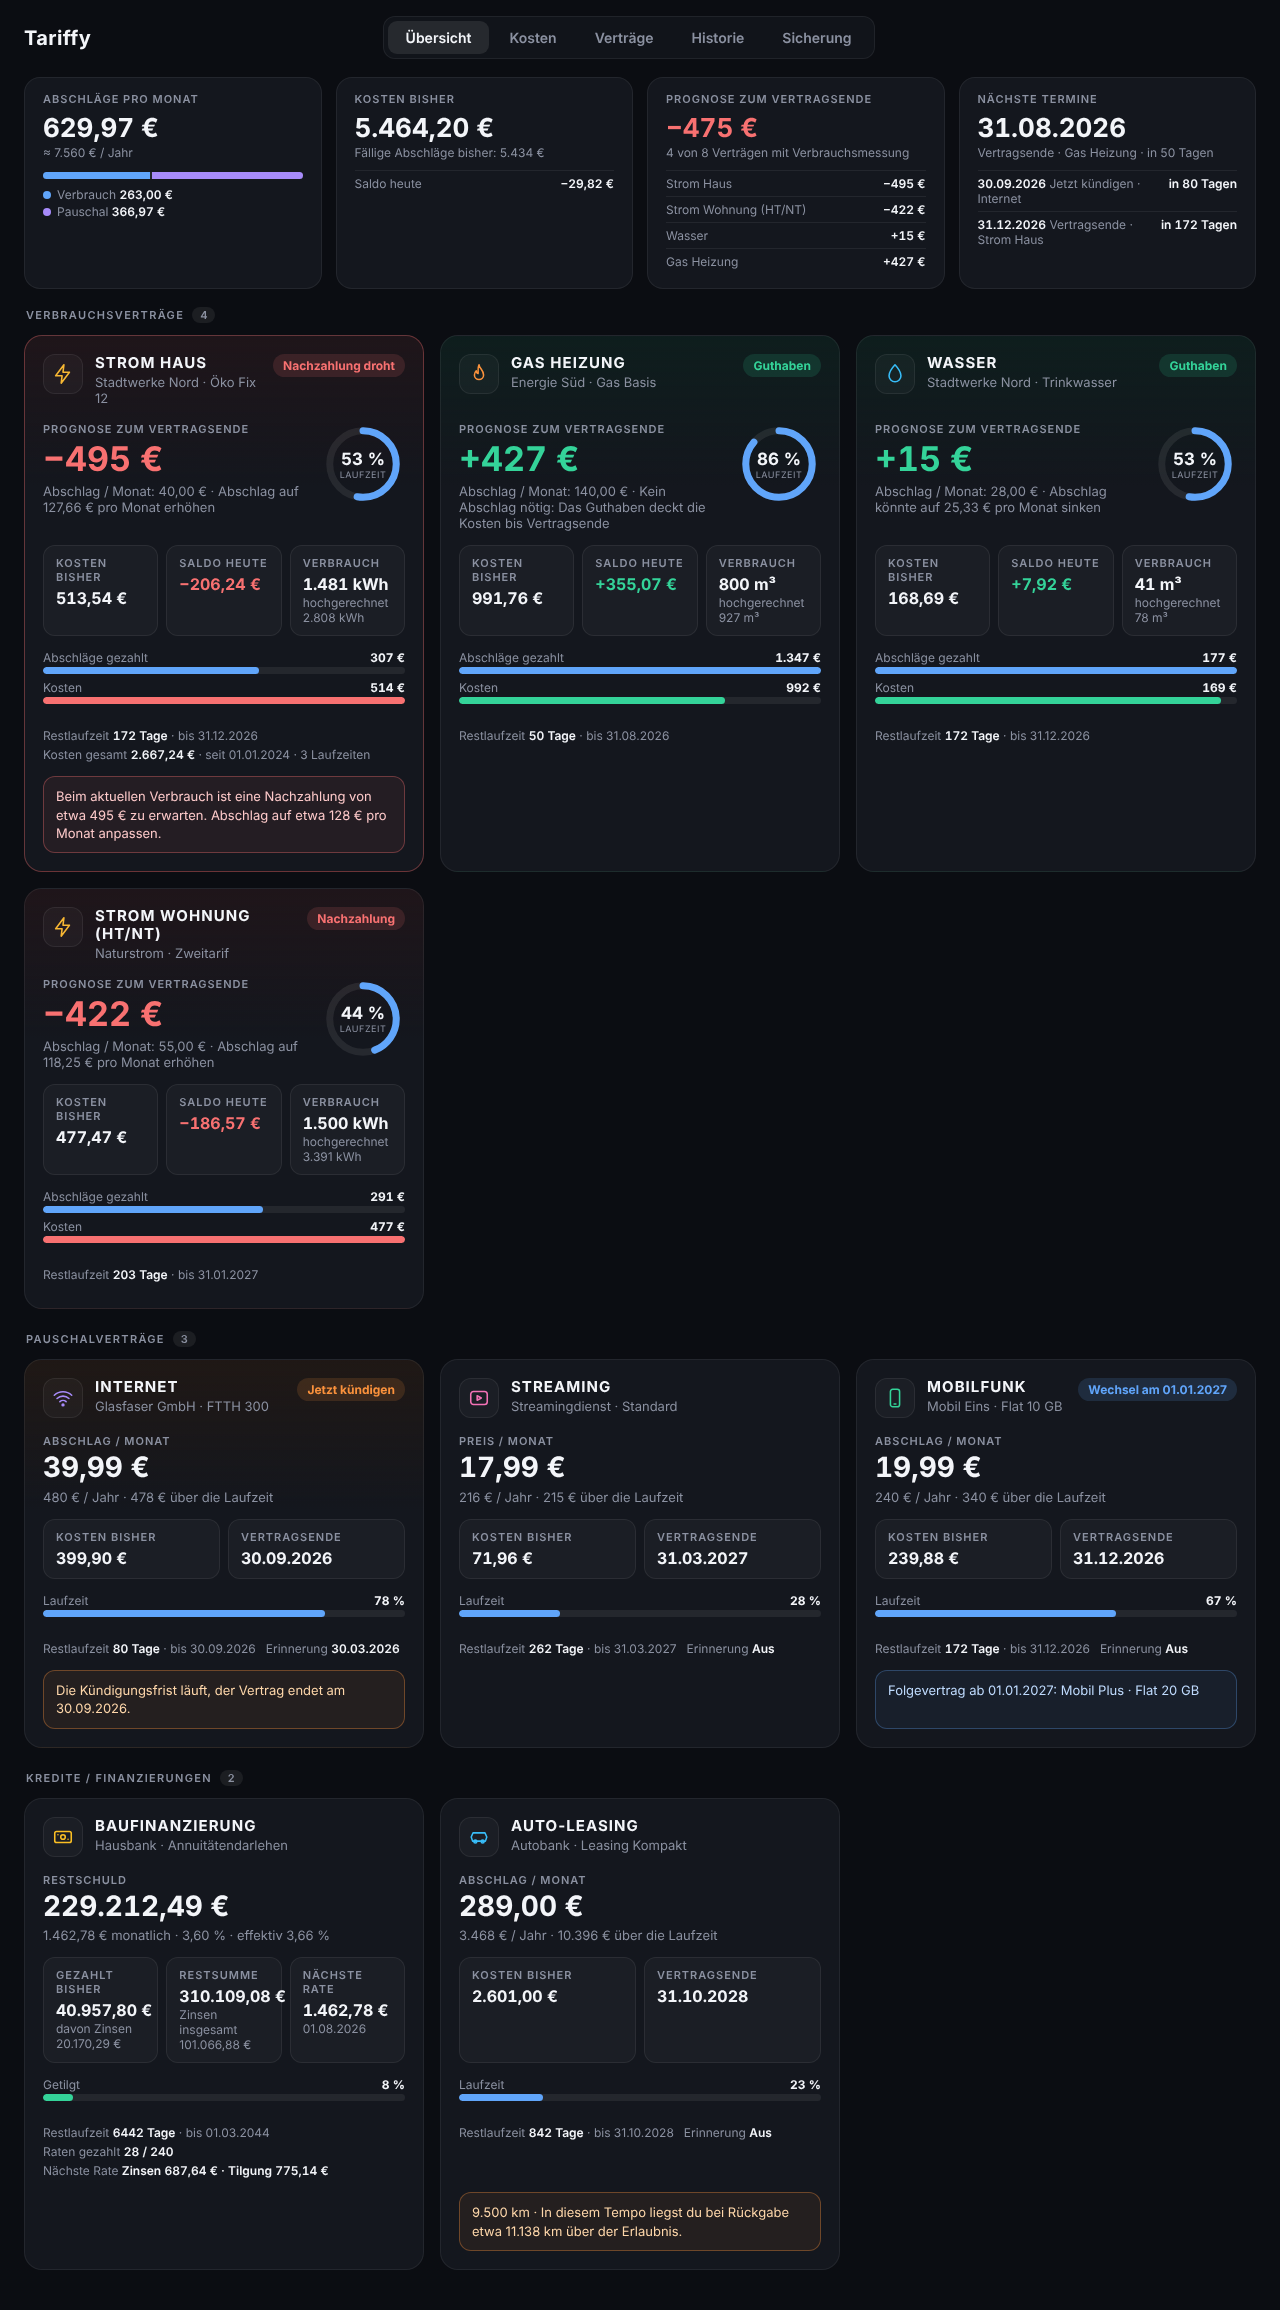 Tariffy
Übersicht
Kosten
Verträge
Historie
Sicherung
ABSCHLÄGE PRO MONAT
629,97 €
≈ 7.560 € / Jahr
Verbrauch 263,00 €
Pauschal 366,97 €
KOSTEN BISHER
5.464,20 €
Fällige Abschläge bisher: 5.434 €
Saldo heute −29,82 €
PROGNOSE ZUM VERTRAGSENDE
−475 €
4 von 8 Verträgen mit Verbrauchsmessung
Strom Haus −495 €
Strom Wohnung (HT/NT) −422 €
Wasser +15 €
Gas Heizung +427 €
NÄCHSTE TERMINE
31.08.2026
Vertragsende · Gas Heizung · in 50 Tagen
30.09.2026 Jetzt kündigen · in 80 Tagen
Internet
31.12.2026 Vertragsende · in 172 Tagen
Strom Haus
VERBRAUCHSVERTRÄGE 4
STROM HAUS
Nachzahlung droht
Stadtwerke Nord · Öko Fix
12
PROGNOSE ZUM VERTRAGSENDE
−495 €
53 %
LAUFZEIT
Abschlag / Monat: 40,00 € · Abschlag auf
127,66 € pro Monat erhöhen
KOSTEN
BISHER
513,54 €
SALDO HEUTE
−206,24 €
VERBRAUCH
1.481 kWh
hochgerechnet
2.808 kWh
Abschläge gezahlt 307 €
Kosten 514 €
Restlaufzeit 172 Tage · bis 31.12.2026
Kosten gesamt 2.667,24 € · seit 01.01.2024 · 3 Laufzeiten
Beim aktuellen Verbrauch ist eine Nachzahlung von
etwa 495 € zu erwarten. Abschlag auf etwa 128 € pro
Monat anpassen.
GAS HEIZUNG
Guthaben
Energie Süd · Gas Basis
PROGNOSE ZUM VERTRAGSENDE
+427 €
86 %
LAUFZEIT
Abschlag / Monat: 140,00 € · Kein
Abschlag nötig: Das Guthaben deckt die
Kosten bis Vertragsende
KOSTEN
BISHER
991,76 €
SALDO HEUTE
+355,07 €
VERBRAUCH
800 m³
hochgerechnet
927 m³
Abschläge gezahlt 1.347 €
Kosten 992 €
Restlaufzeit 50 Tage · bis 31.08.2026
WASSER
Guthaben
Stadtwerke Nord · Trinkwasser
PROGNOSE ZUM VERTRAGSENDE
+15 €
53 %
LAUFZEIT
Abschlag / Monat: 28,00 € · Abschlag
könnte auf 25,33 € pro Monat sinken
KOSTEN
BISHER
168,69 €
SALDO HEUTE
+7,92 €
VERBRAUCH
41 m³
hochgerechnet
78 m³
Abschläge gezahlt 177 €
Kosten 169 €
Restlaufzeit 172 Tage · bis 31.12.2026
STROM WOHNUNG
(HT/NT)
Nachzahlung
Naturstrom · Zweitarif
PROGNOSE ZUM VERTRAGSENDE
−422 €
44 %
LAUFZEIT
Abschlag / Monat: 55,00 € · Abschlag auf
118,25 € pro Monat erhöhen
KOSTEN
BISHER
477,47 €
SALDO HEUTE
−186,57 €
VERBRAUCH
1.500 kWh
hochgerechnet
3.391 kWh
Abschläge gezahlt 291 €
Kosten 477 €
Restlaufzeit 203 Tage · bis 31.01.2027
PAUSCHALVERTRÄGE 3
INTERNET
Jetzt kündigen
Glasfaser GmbH · FTTH 300
ABSCHLAG / MONAT
39,99 €
480 € / Jahr · 478 € über die Laufzeit
KOSTEN BISHER
399,90 €
VERTRAGSENDE
30.09.2026
Laufzeit 78 %
Restlaufzeit 80 Tage · bis 30.09.2026 Erinnerung 30.03.2026
Die Kündigungsfrist läuft, der Vertrag endet am
30.09.2026.
STREAMING
Streamingdienst · Standard
PREIS / MONAT
17,99 €
216 € / Jahr · 215 € über die Laufzeit
KOSTEN BISHER
71,96 €
VERTRAGSENDE
31.03.2027
Laufzeit 28 %
Restlaufzeit 262 Tage · bis 31.03.2027 Erinnerung Aus
MOBILFUNK
Wechsel am 01.01.2027
Mobil Eins · Flat 10 GB
ABSCHLAG / MONAT
19,99 €
240 € / Jahr · 340 € über die Laufzeit
KOSTEN BISHER
239,88 €
VERTRAGSENDE
31.12.2026
Laufzeit 67 %
Restlaufzeit 172 Tage · bis 31.12.2026 Erinnerung Aus
Folgevertrag ab 01.01.2027: Mobil Plus · Flat 20 GB
KREDITE / FINANZIERUNGEN 2
BAUFINANZIERUNG
Hausbank · Annuitätendarlehen
RESTSCHULD
229.212,49 €
1.462,78 € monatlich · 3,60 % · effektiv 3,66 %
GEZAHLT
BISHER
40.957,80 €
davon Zinsen
20.170,29 €
RESTSUMME
310.109,08 €
Zinsen
insgesamt
101.066,88 €
NÄCHSTE
RATE
1.462,78 €
01.08.2026
Getilgt 8 %
Restlaufzeit 6442 Tage · bis 01.03.2044
Raten gezahlt 28 / 240
Nächste Rate Zinsen 687,64 € · Tilgung 775,14 €
AUTO-LEASING
Autobank · Leasing Kompakt
ABSCHLAG / MONAT
289,00 €
3.468 € / Jahr · 10.396 € über die Laufzeit
KOSTEN BISHER
2.601,00 €
VERTRAGSENDE
31.10.2028
Laufzeit 23 %
Restlaufzeit 842 Tage · bis 31.10.2028 Erinnerung Aus
9.500 km · In diesem Tempo liegst du bei Rückgabe
etwa 11.138 km über der Erlaubnis.